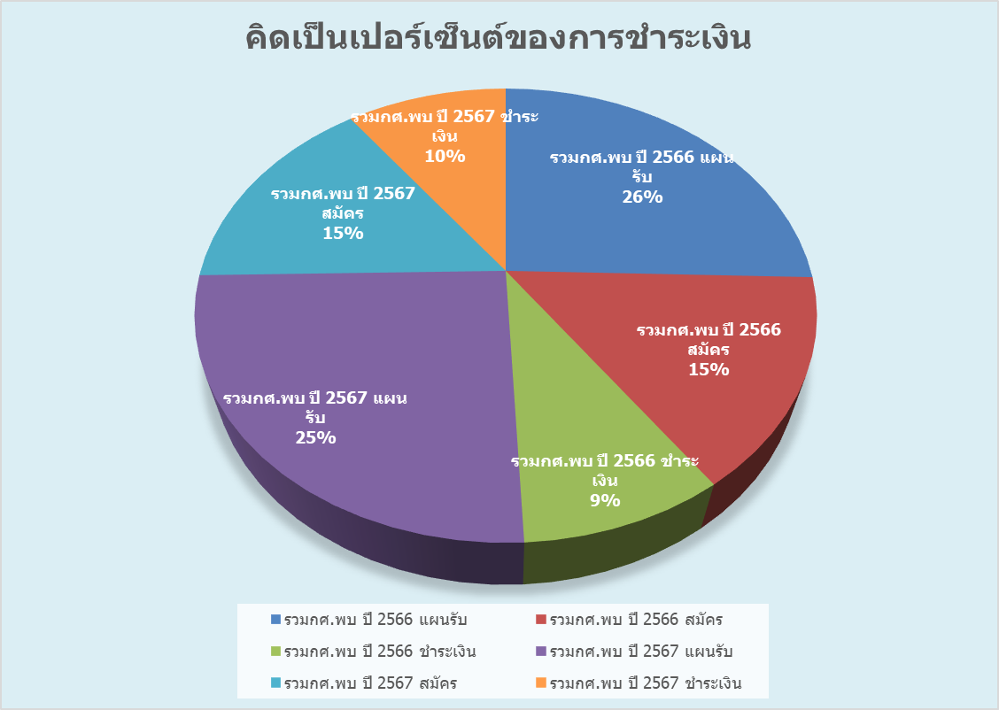 คิดเป็นเปอร์เซ็นต์ของการชำระเงิน
รวมกศ.พบ ปี 2567 ชำระ
เงิน
10%
รวมกศ.พบ ปี 2566 แผน
รับ
26%
รวมกศ.พบ ปี 2567
สมัคร
15%
รวมกศ.พบ ปี 2566
สมัคร
15%
รวมกศ.พบ ปี 2567 แผน
รับ
25%
รวมกศ.พบ ปี 2566 ชำระ
เงิน
9%
รวมกศ.พบ ปี 2566 แผนรับ
รวมกศ.พบ ปี 2566 สมัคร
รวมกศ.พบ ปี 2566 ชำระเงิน
รวมกศ.พบ ปี 2567 แผนรับ
รวมกศ.พบ ปี 2567 สมัคร
รวมกศ.พบ ปี 2567 ชำระเงิน